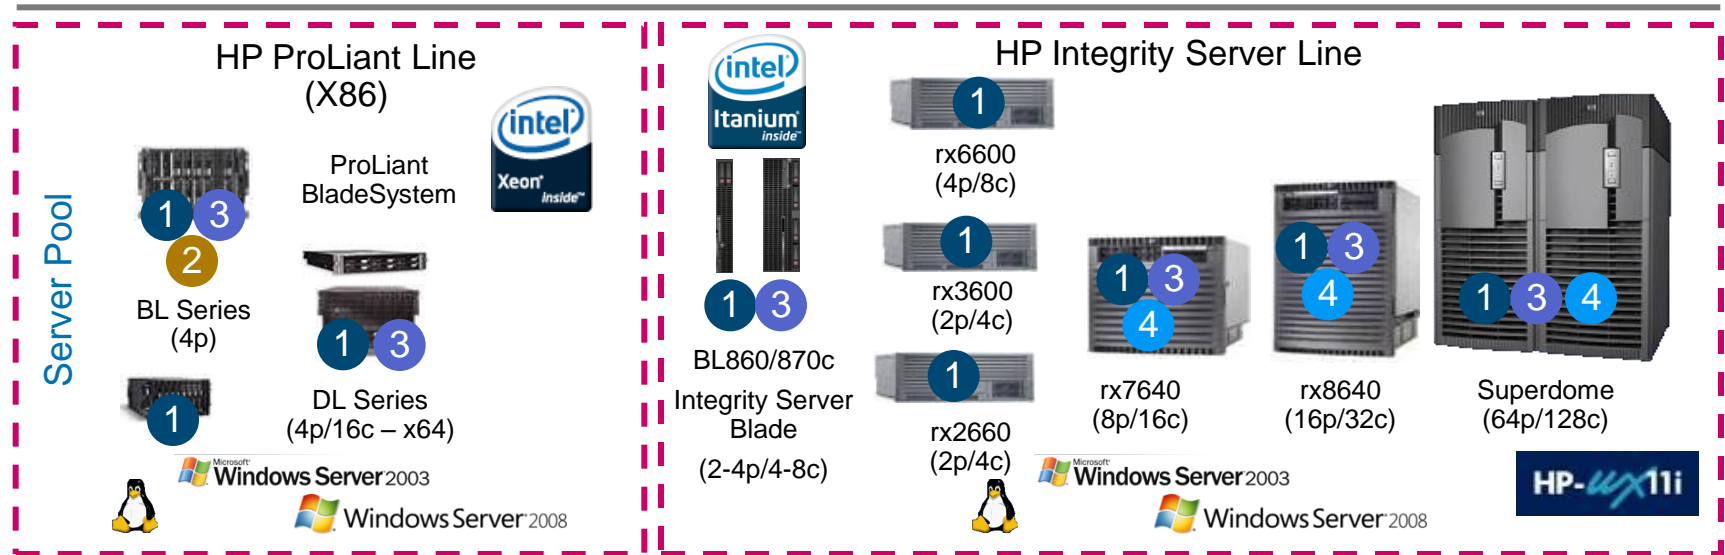 HP ProLiant Line
(X86)
intel
Xeon®
inside™
ProLiant
BladeSystem
Server Pool
1 3
2
BL Series
(4p)
1
1 3
DL Series
(4p/16c – x64)
Microsoft®
Windows Server® 2003
Windows Server® 2008
HP Integrity Server Line
intel
Itanium®
inside™
1 3
BL860/870c
Integrity Server
Blade
(2-4p/4-8c)
1
rx6600
(4p/8c)
1
rx3600
(2p/4c)
1
rx2660
(2p/4c)
1 3
4
rx7640
(8p/16c)
1 3
4
rx8640
(16p/32c)
1 3 4
Superdome
(64p/128c)
Microsoft®
Windows Server® 2003
Windows Server® 2008
HP-ux11i